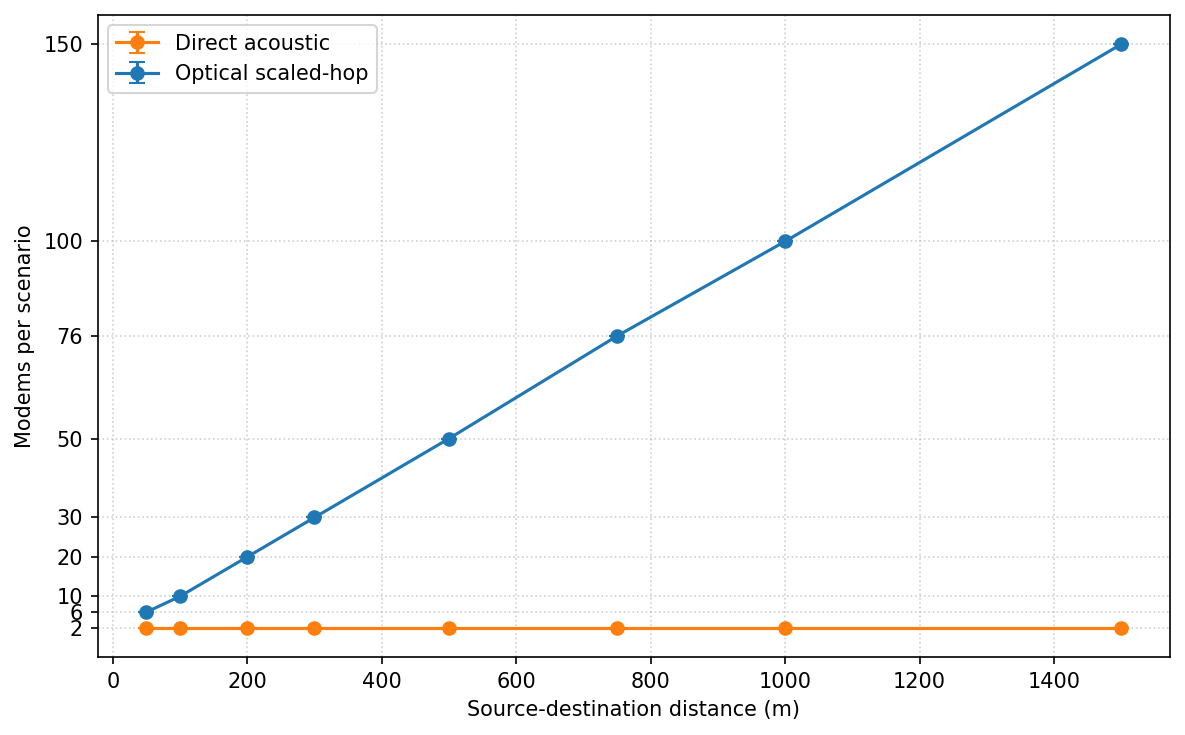 Direct acoustic
Optical scaled-hop
Modems per scenario
150
100
76
50
30
20
10
6
2
0 200 400 600 800 1000 1200 1400
Source-destination distance (m)